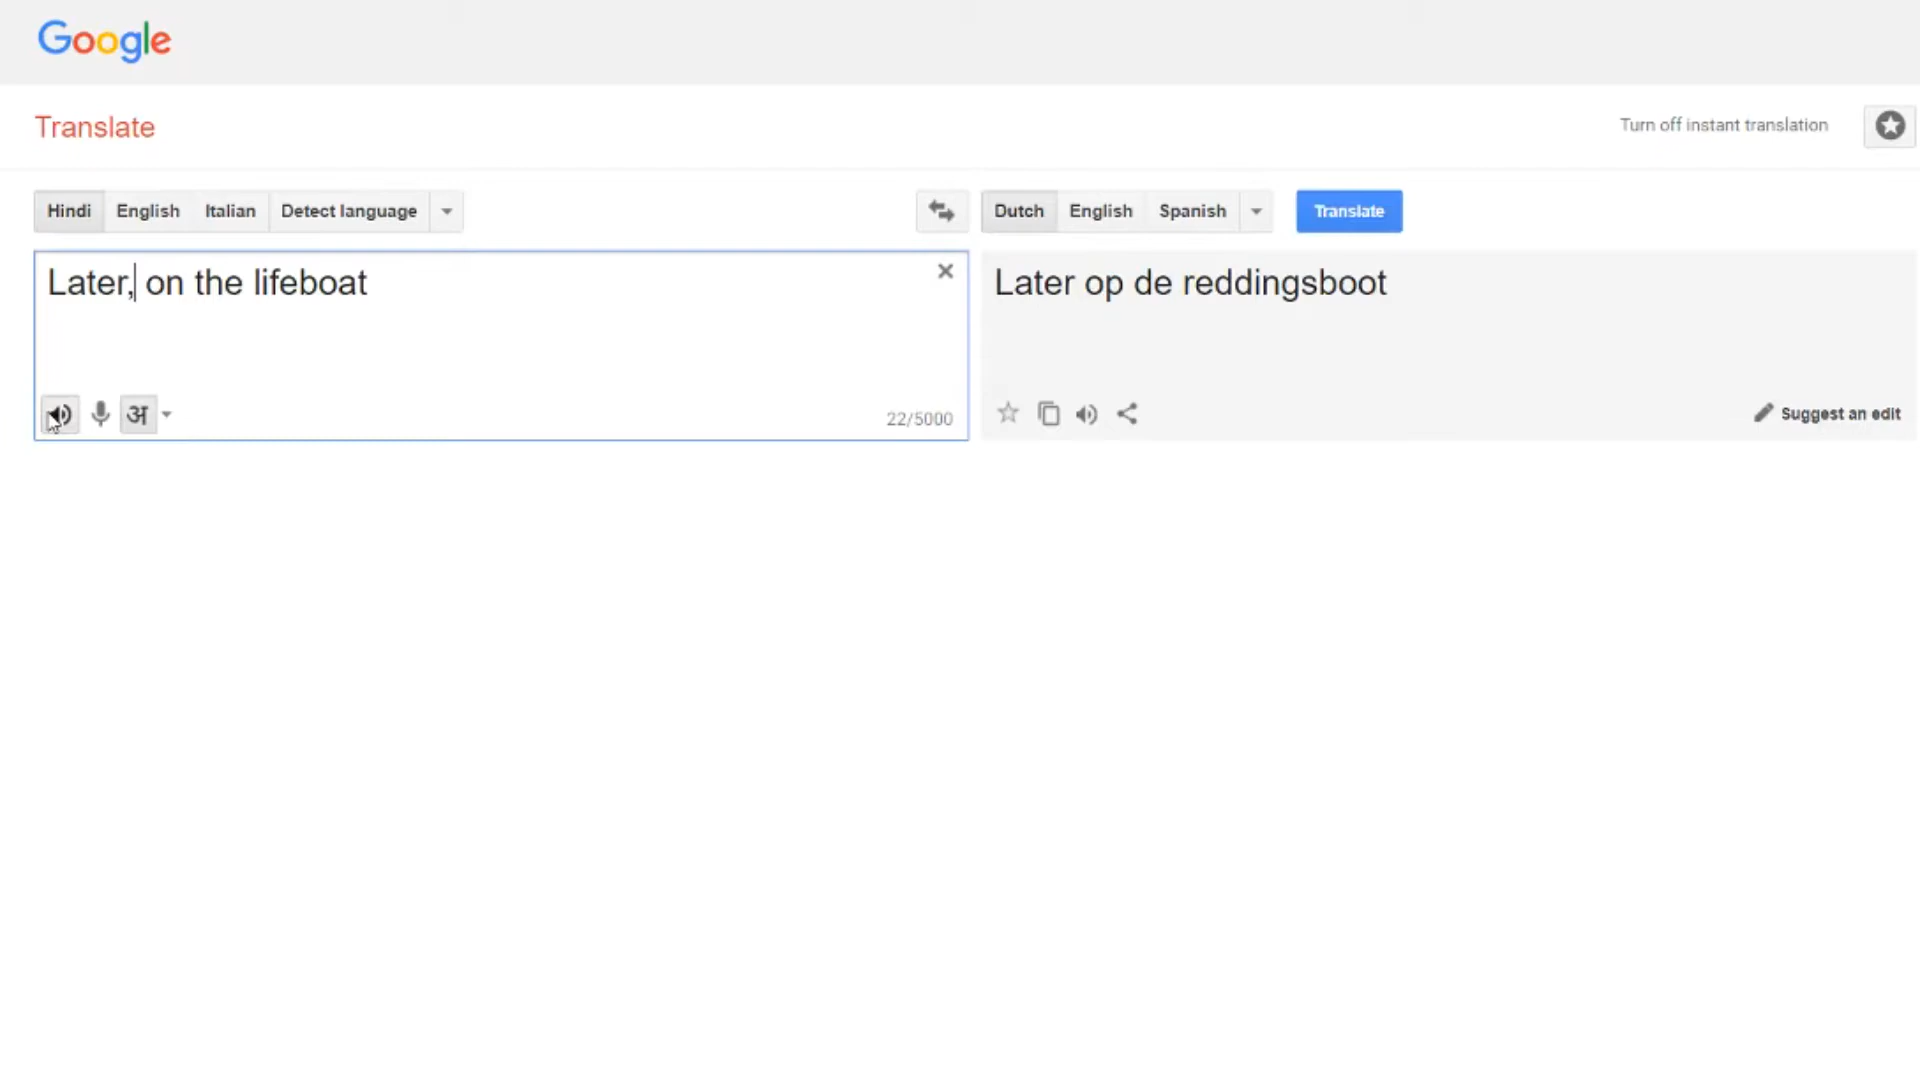 Google
Translate
Turn off instant translation
Hindi English Italian Detect language
Dutch English Spanish Translate
Later, on the lifeboat
Later op de reddingsboot
अ
22/5000
Suggest an edit